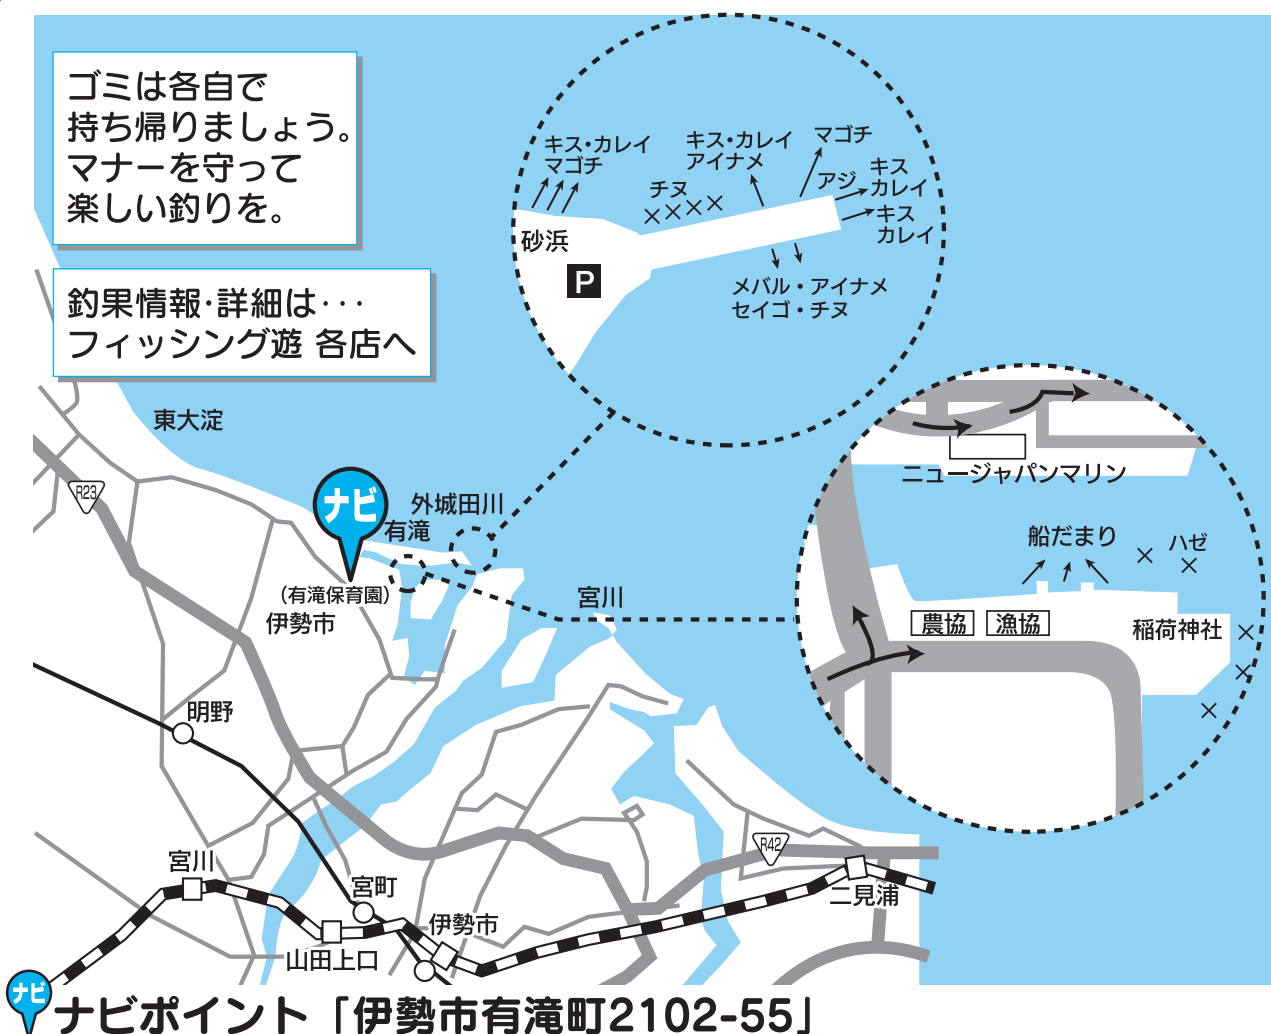 ゴミは各自で
持ち帰りましょう。
マナーを守って
楽しい釣りを。
釣果情報・詳細は・・・
フィッシング遊 各店へ
キス・カレイ
マゴチ
チヌ
キス・カレイ
アイナメ
マゴチ
アジ
キス
カレイ
キス
カレイ
砂浜
P
メバル・アイナメ
セイゴ・チヌ
東大淀
R23
ナビ
外城田川
有滝
(有滝保育園)
伊勢市
宮川
ニュージャパンマリン
船だまり
ハゼ
農協
漁協
稲荷神社
明野
R42
宮川
宮町
伊勢市
山田上口
二見浦
ナビ
ナビポイント「伊勢市有滝町2102-55」